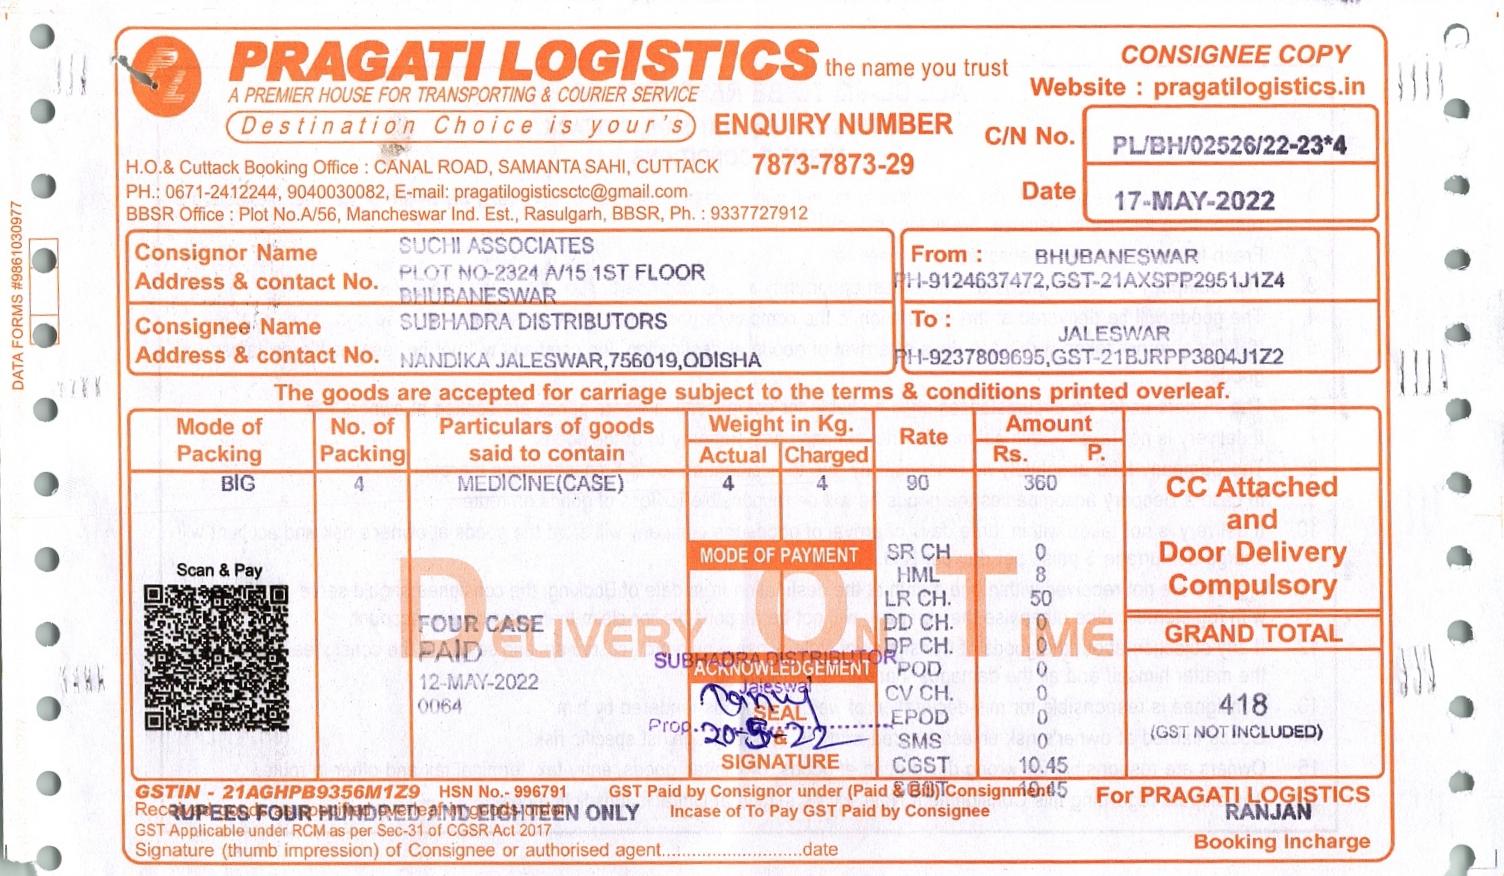 PRAGATI LOGISTICS the name you trust
A PREMIER HOUSE FOR TRANSPORTING & COURIER SERVICE
Destination Choice is your's
ENQUIRY NUMBER
7873-7873-29
CONSIGNEE COPY
Website : pragatilogistics.in
C/N No. PL/BH/02526/22-23*4
Date 17-MAY-2022
H.O.& Cuttack Booking Office : CANAL ROAD, SAMANTA SAHI, CUTTACK
PH.: 0671-2412244, 9040030082, E-mail: pragatilogisticsctc@gmail.com
BBSR Office : Plot No.A/56, Mancheswar Ind. Est., Rasulgarh, BBSR, Ph. : 9337727912
DATA FORMS #9861030977
Consignor Name SUCHI ASSOCIATES
Address & contact No. PLOT NO-2324 A/15 1ST FLOOR
BHUBANESWAR
From : BHUBANESWAR
PH-9124637472,GST-21AXSPP2951J1Z4
Consignee Name SUBHADRA DISTRIBUTORS
Address & contact No. NANDIKA JALESWAR,756019,ODISHA
To : JALESWAR
PH-9237809695,GST-21BJRPP3804J1Z2
The goods are accepted for carriage subject to the terms & conditions printed overleaf.
Mode of Packing
No. of Packing
Particulars of goods said to contain
Weight in Kg.
Actual Charged
Rate
Amount
Rs. P.
BIG 4 MEDICINE(CASE) 4 4 90 360
CC Attached
and
Door Delivery
Compulsory
GRAND TOTAL
418
(GST NOT INCLUDED)
Scan & Pay
DELIVERY ON TIME
FOUR CASE
PAID
12-MAY-2022
0064
MODE OF PAYMENT
SUBHADRA DISTRIBUTOR
ACKNOWLEDGEMENT
Jaleswar
SEAL
Prop.
20-5-22
&
SIGNATURE
SR CH 0
HML 8
LR CH. 50
DD CH. 0
DP CH. 0
POD 0
CV CH. 0
EPOD 0
SMS 0
CGST 10.45
SGST 10.45
GSTIN - 21AGHPB9356M1Z9 HSN No.- 996791 GST Paid by Consignor under (Paid & Bill) Consignment
RUPEES FOUR HUNDRED AND EIGHTEEN ONLY
Incase of To Pay GST Paid by Consignee
GST Applicable under RCM as per Sec-31 of CGSR Act 2017
Signature (thumb impression) of Consignee or authorised agent.............................date
For PRAGATI LOGISTICS
RANJAN
Booking Incharge